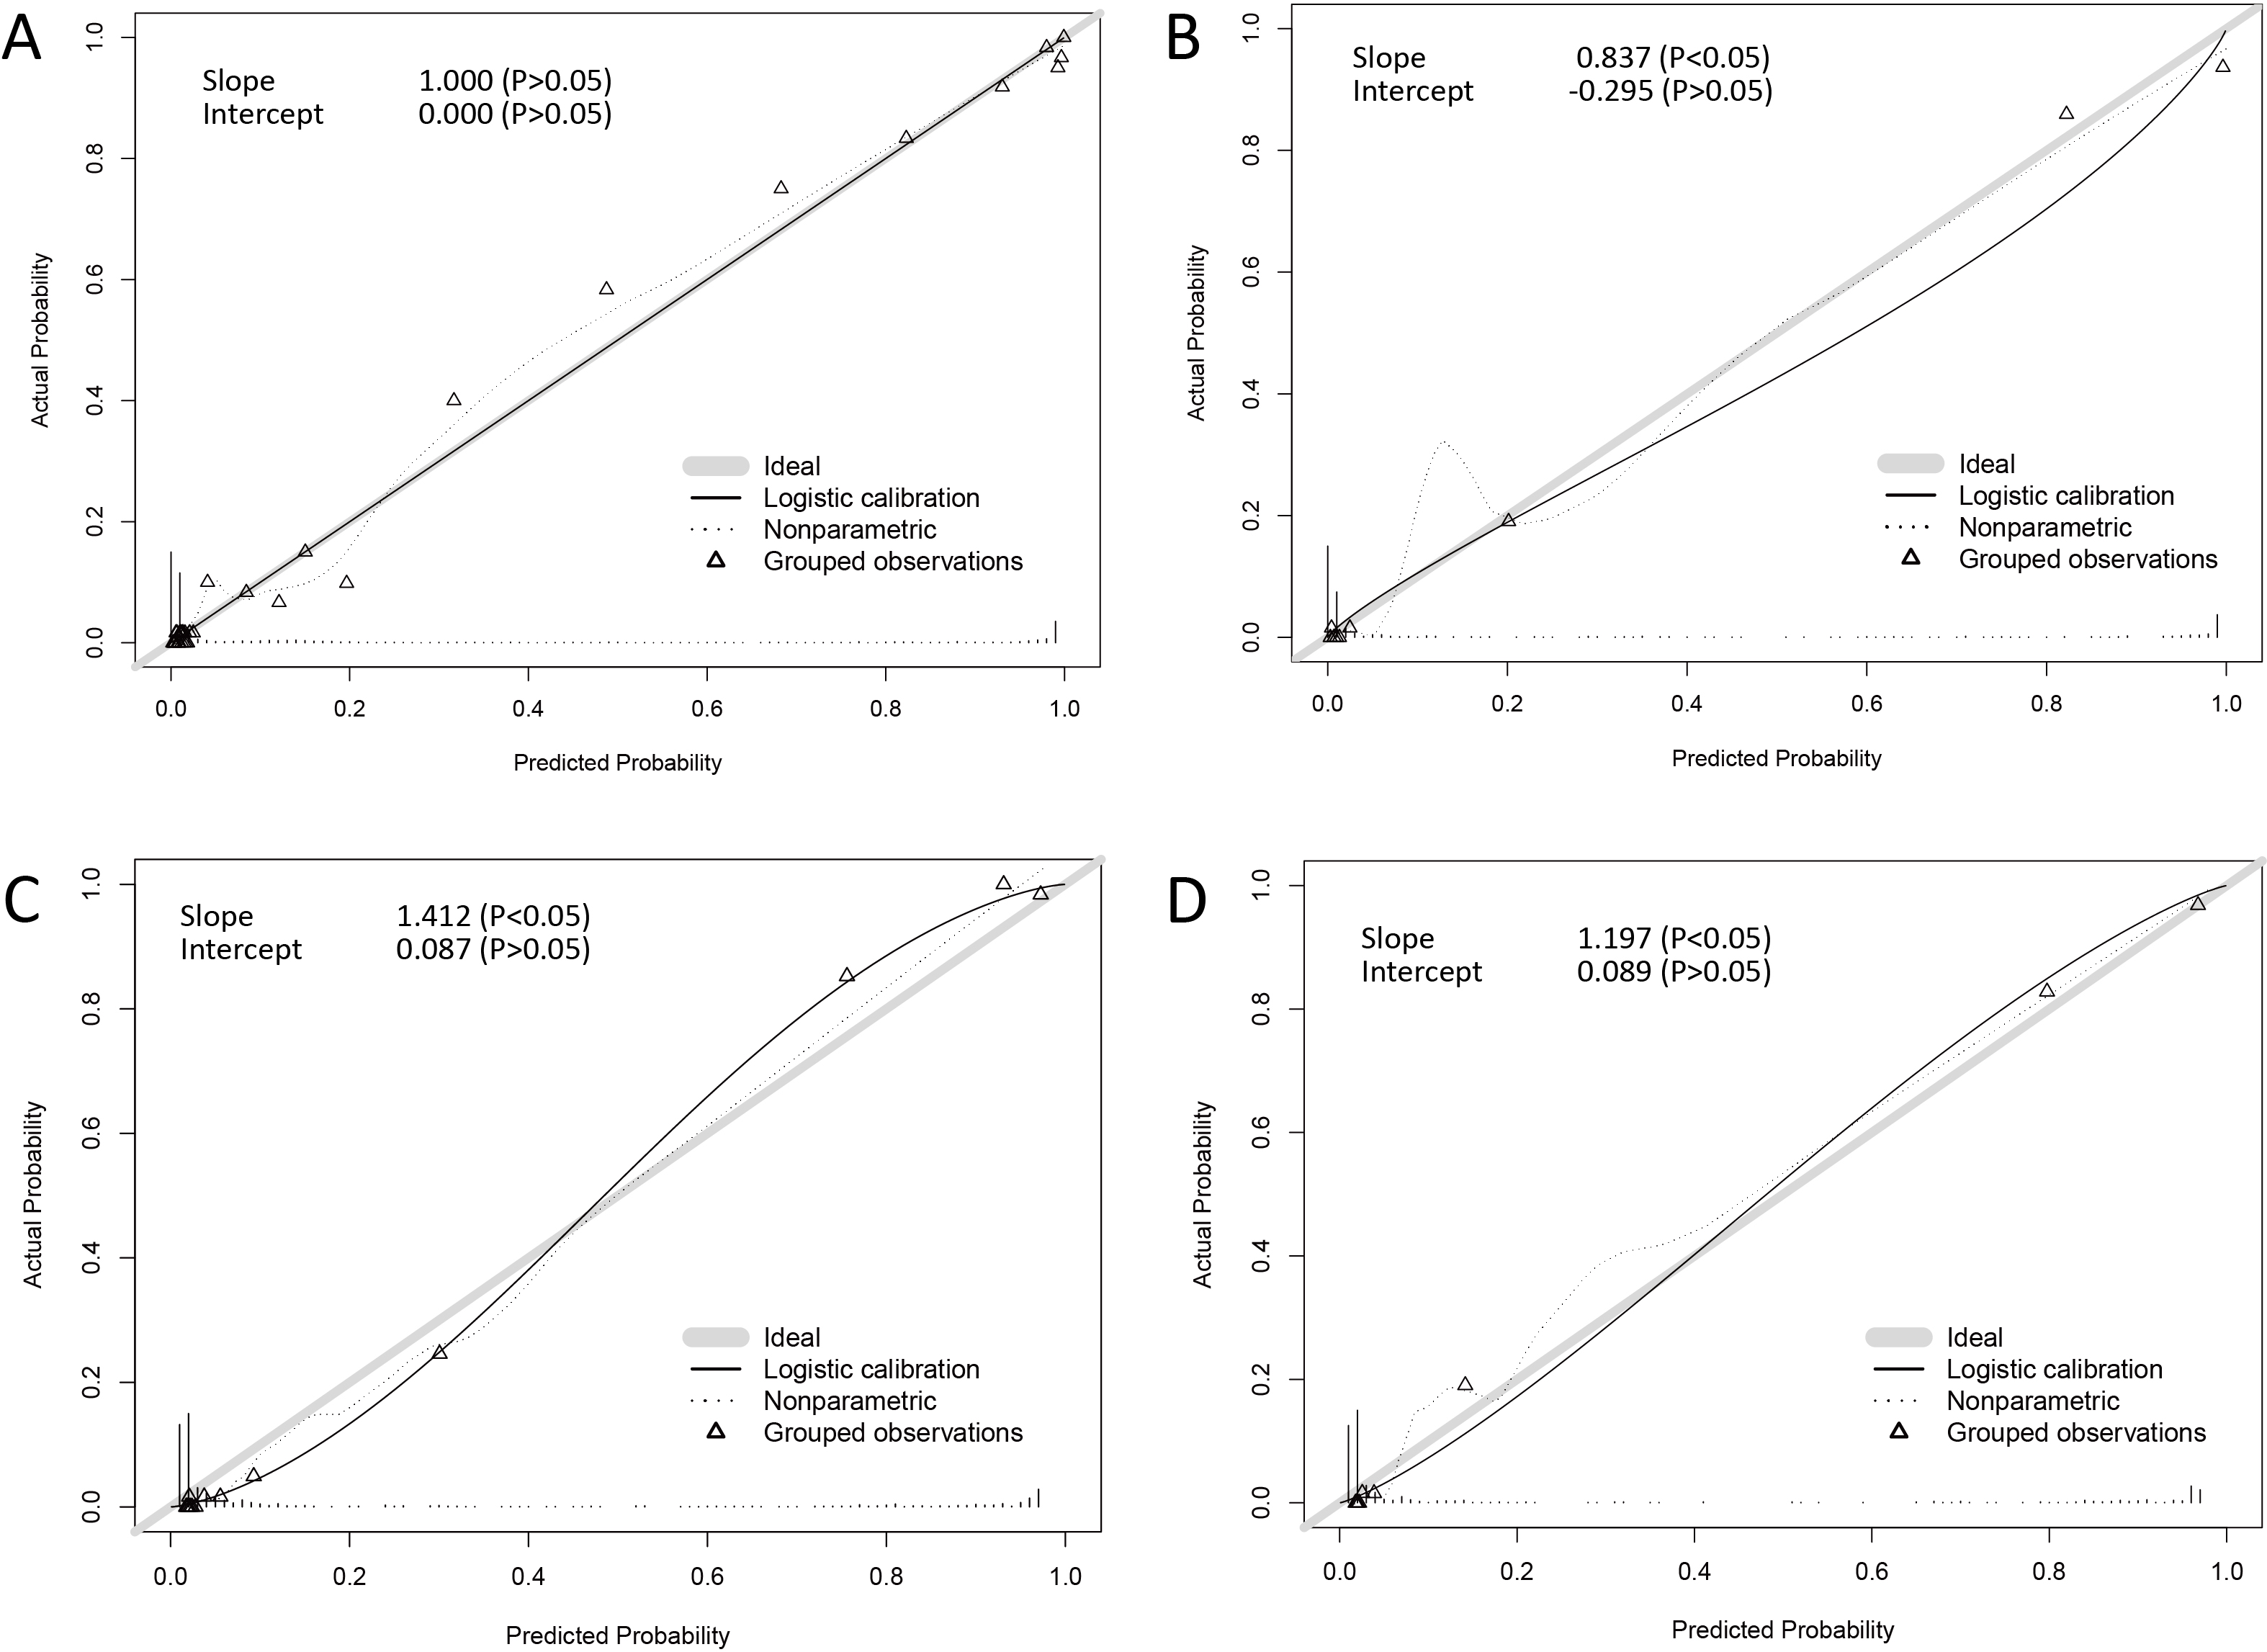 A
Slope 1.000 (P>0.05)
Intercept 0.000 (P>0.05)
Actual Probability
0.0 0.2 0.4 0.6 0.8 1.0
Ideal
Logistic calibration
Nonparametric
Grouped observations
0.0 0.2 0.4 0.6 0.8 1.0
Predicted Probability
B
Slope 0.837 (P<0.05)
Intercept -0.295 (P>0.05)
Actual Probability
0.0 0.2 0.4 0.6 0.8 1.0
Ideal
Logistic calibration
Nonparametric
Grouped observations
0.0 0.2 0.4 0.6 0.8 1.0
Predicted Probability
C
Slope 1.412 (P<0.05)
Intercept 0.087 (P>0.05)
Actual Probability
0.0 0.2 0.4 0.6 0.8 1.0
Ideal
Logistic calibration
Nonparametric
Grouped observations
0.0 0.2 0.4 0.6 0.8 1.0
Predicted Probability
D
Slope 1.197 (P<0.05)
Intercept 0.089 (P>0.05)
Actual Probability
0.0 0.2 0.4 0.6 0.8 1.0
Ideal
Logistic calibration
Nonparametric
Grouped observations
0.0 0.2 0.4 0.6 0.8 1.0
Predicted Probability